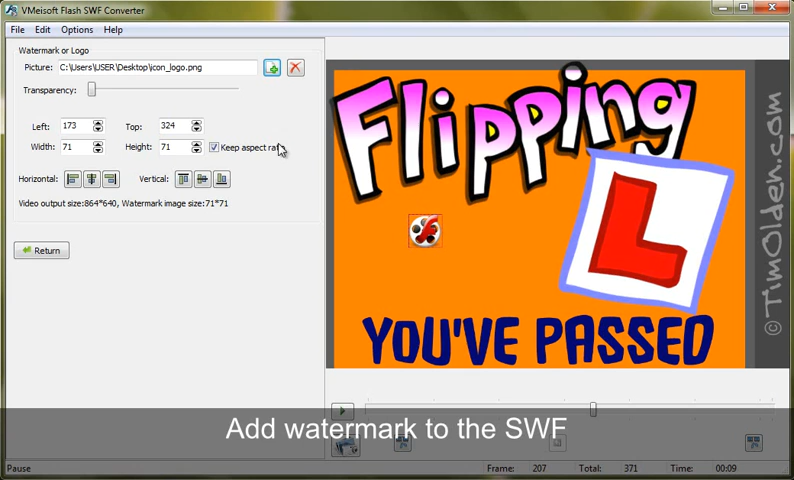 VMeisoft Flash SWF Converter
File Edit Options Help
Watermark or Logo
Picture: C:\Users\USER\Desktop\icon_logo.png
Transparency:
Left: 173 Top: 324
Width: 71 Height: 71 Keep aspect
Horizontal: Vertical:
Video output size:864*640, Watermark image size:71*71
Return
Flipping
L
YOU'VE PASSED
©TimOlden.com
Add watermark to the SWF
Pause Frame: 207 Total: 371 Time: 00:09